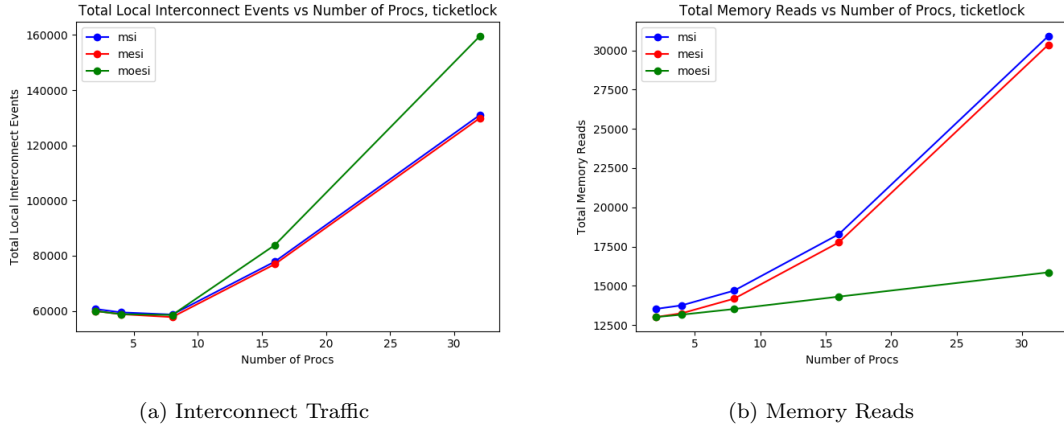 Total Local Interconnect Events vs Number of Procs, ticketlock
160000
140000
120000
100000
80000
60000
Total Local Interconnect Events
msi
mesi
moesi
5
10
15
20
25
30
Number of Procs
(a) Interconnect Traffic
Total Memory Reads vs Number of Procs, ticketlock
30000
27500
25000
22500
20000
17500
15000
12500
Total Memory Reads
msi
mesi
moesi
5
10
15
20
25
30
Number of Procs
(b) Memory Reads